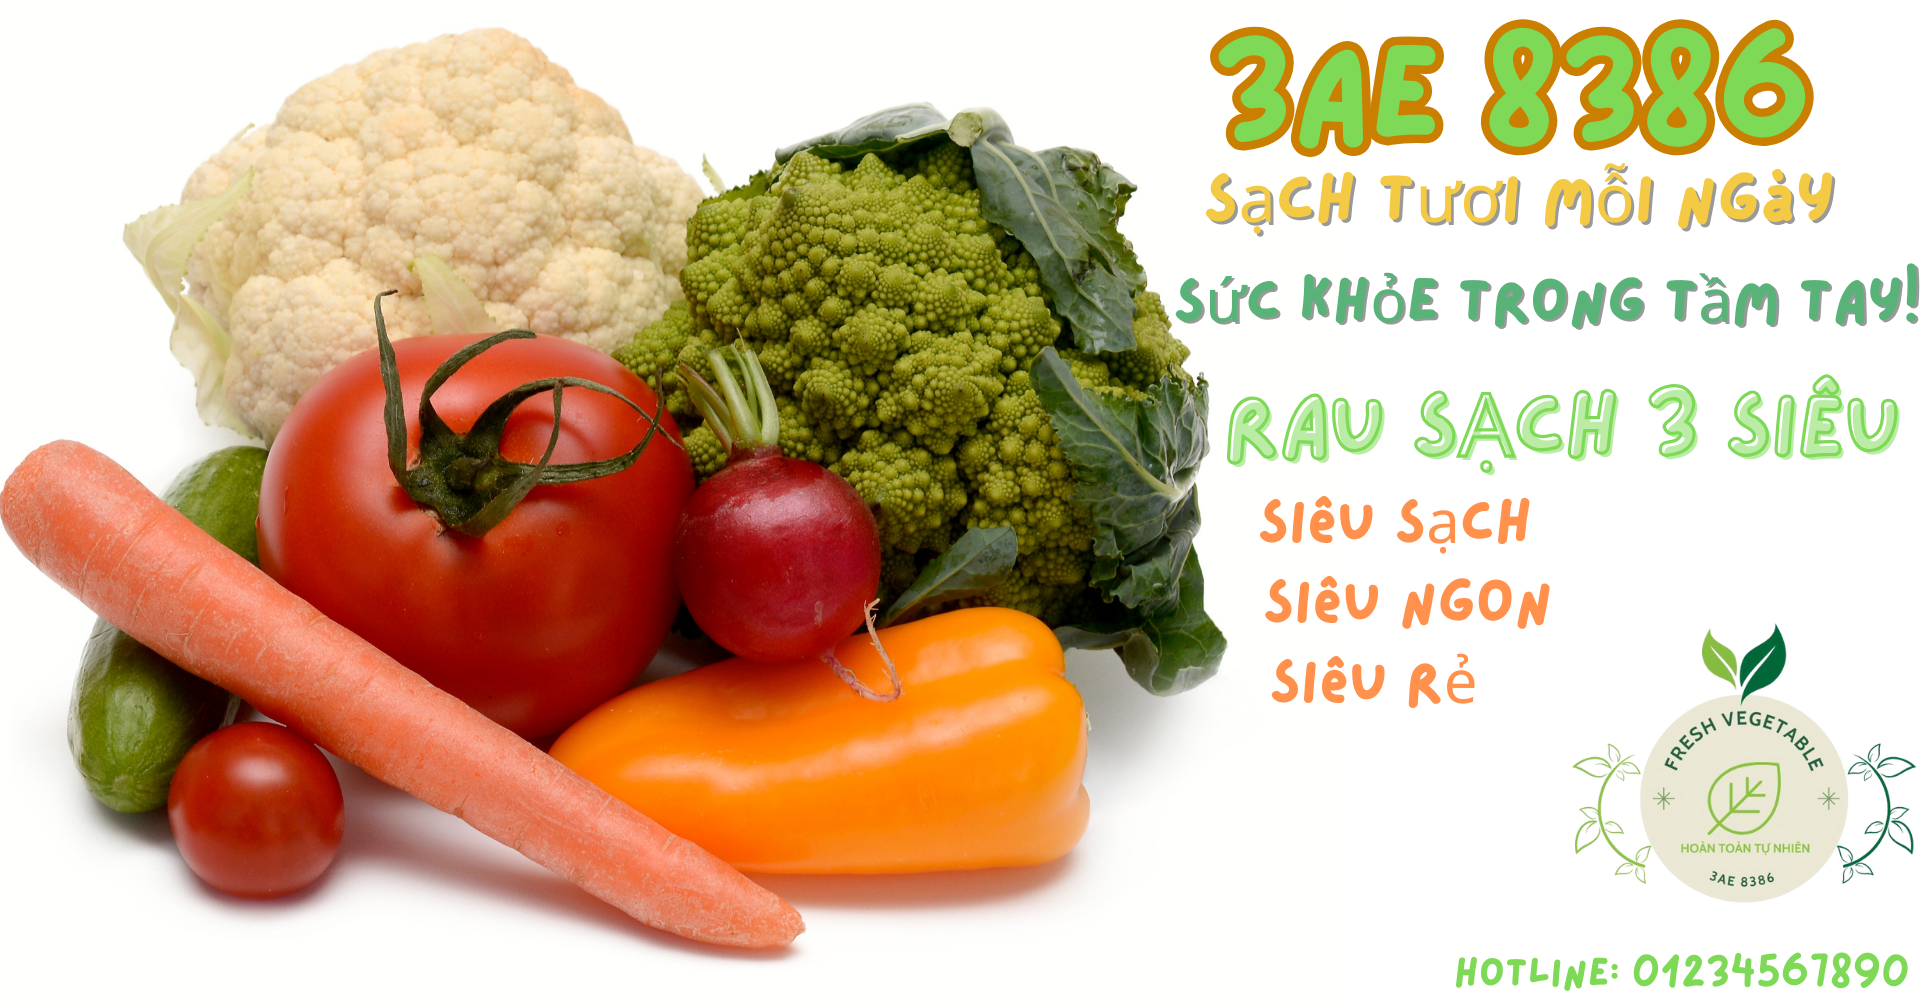 3AE 8386
SẠCH TƯƠI MỖI NGÀY
SỨC KHỎE TRONG TẦM TAY!
RAU SẠCH 3 SIÊU
SIÊU SẠCH
SIÊU NGON
SIÊU RẺ
FRESH VEGETABLE
HOÀN TOÀN TỰ NHIÊN
3AE 8386
HOTLINE: 01234567890